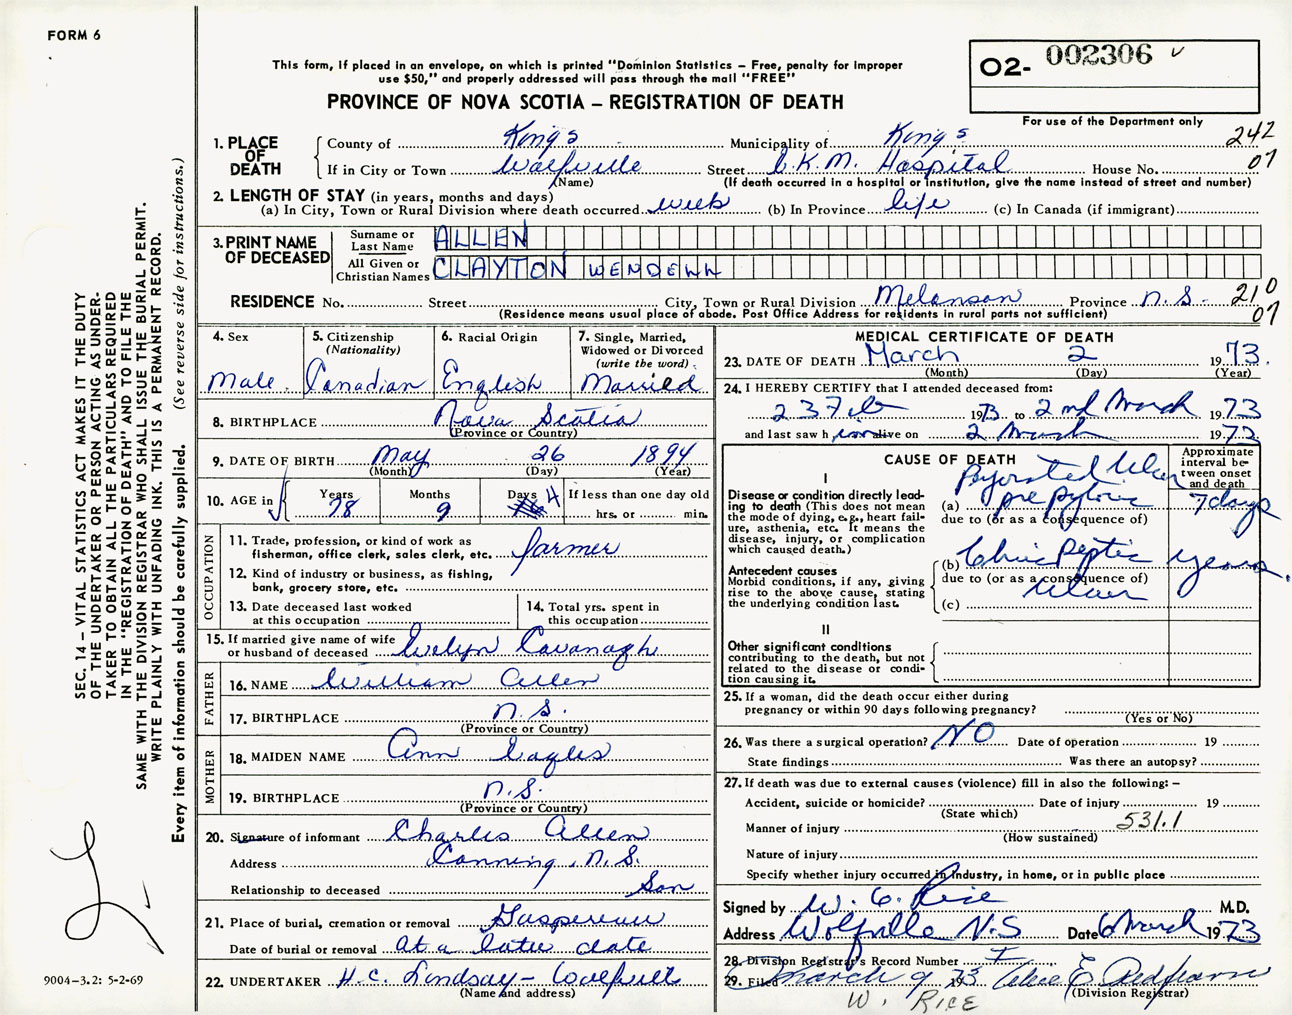 FORM 6
This form, if placed in an envelope, on which is printed "Dominion Statistics – Free, penalty for improper
use $50," and properly addressed will pass through the mail "FREE"
PROVINCE OF NOVA SCOTIA – REGISTRATION OF DEATH
O2- 002306
For use of the Department only
1. PLACE OF DEATH
County of Kings Municipality of Kings 242
If in City or Town Wolfville Street E.K.M. Hospital House No. 07
(Name) (If death occurred in a hospital or institution, give the name instead of street and number)
2. LENGTH OF STAY (in years, months and days)
(a) In City, Town or Rural Division where death occurred week (b) In Province life (c) In Canada (if immigrant)
3. PRINT NAME OF DECEASED
Surname or Last Name ALLEN
All Given or Christian Names CLAYTON WENDELL
RESIDENCE No. Street City, Town or Rural Division Melanson Province N.S. 210
(Residence means usual place of abode. Post Office Address for residents in rural parts not sufficient) 07
4. Sex Male
5. Citizenship (Nationality) Canadian
6. Racial Origin English
7. Single, Married, Widowed or Divorced (write the word) Married
8. BIRTHPLACE Nova Scotia
(Province or Country)
9. DATE OF BIRTH May 26 1894
(Month) (Day) (Year)
10. AGE in Years 78 Months 9 Days 4 If less than one day old hrs. or min.
OCCUPATION
11. Trade, profession, or kind of work as
fisherman, office clerk, sales clerk, etc. farmer
12. Kind of industry or business, as fishing,
bank, grocery store, etc.
13. Date deceased last worked
at this occupation
14. Total yrs. spent in
this occupation
15. If married give name of wife
or husband of deceased Evelyn Cavanagh
FATHER
16. NAME William Allen
17. BIRTHPLACE N.S.
(Province or Country)
MOTHER
18. MAIDEN NAME Ann Eagles
19. BIRTHPLACE N.S.
(Province or Country)
20. Signature of informant Charles Allen
Address Canning, N.S.
Relationship to deceased Son
21. Place of burial, cremation or removal Gaspereau
Date of burial or removal at a later date
22. UNDERTAKER H.C. Lindsay – Wolfville
(Name and address)
MEDICAL CERTIFICATE OF DEATH
23. DATE OF DEATH March 2 1973.
(Month) (Day) (Year)
24. I HEREBY CERTIFY that I attended deceased from:
23 Feb 1973 to 2nd March 1973
and last saw h im alive on 2 March 1973
CAUSE OF DEATH
Approximate interval between onset and death
I
Disease or condition directly lead-
ing to death (This does not mean
the mode of dying, e.g., heart fail-
ure, asthenia, etc. It means the
disease, injury, or complication
which caused death.)
(a) Perforated Ulcer prepyloric 7 days
due to (or as a consequence of)
Antecedent causes
Morbid conditions, if any, giving
rise to the above cause, stating
the underlying condition last.
(b) Chronic Peptic Ulcer years.
due to (or as a consequence of)
(c)
II
Other significant conditions
contributing to the death, but not
related to the disease or condi-
tion causing it.
25. If a woman, did the death occur either during
pregnancy or within 90 days following pregnancy?
(Yes or No)
26. Was there a surgical operation? NO Date of operation 19
State findings Was there an autopsy?
27. If death was due to external causes (violence) fill in also the following: –
Accident, suicide or homicide? Date of injury 19
(State which)
Manner of injury 531.1
(How sustained)
Nature of injury
Specify whether injury occurred in industry, in home, or in public place
Signed by W. G. Rice M.D.
Address Wolfville N.S Date 6 March 1973
28. Division Registrar's Record Number
29. Filed March 9 1973 E.
(Division Registrar)
W. RICE
SEC. 14 – VITAL STATISTICS ACT MAKES IT THE DUTY
OF THE UNDERTAKER OR PERSON ACTING AS UNDER-
TAKER TO OBTAIN ALL THE PARTICULARS REQUIRED
IN THE "REGISTRATION OF DEATH" AND TO FILE THE
SAME WITH THE DIVISION REGISTRAR WHO SHALL ISSUE THE BURIAL PERMIT.
WRITE PLAINLY WITH UNFADING INK. THIS IS A PERMANENT RECORD.
Every item of information should be carefully supplied. (See reverse side for instructions.)
9004–3.2: 5-2-69